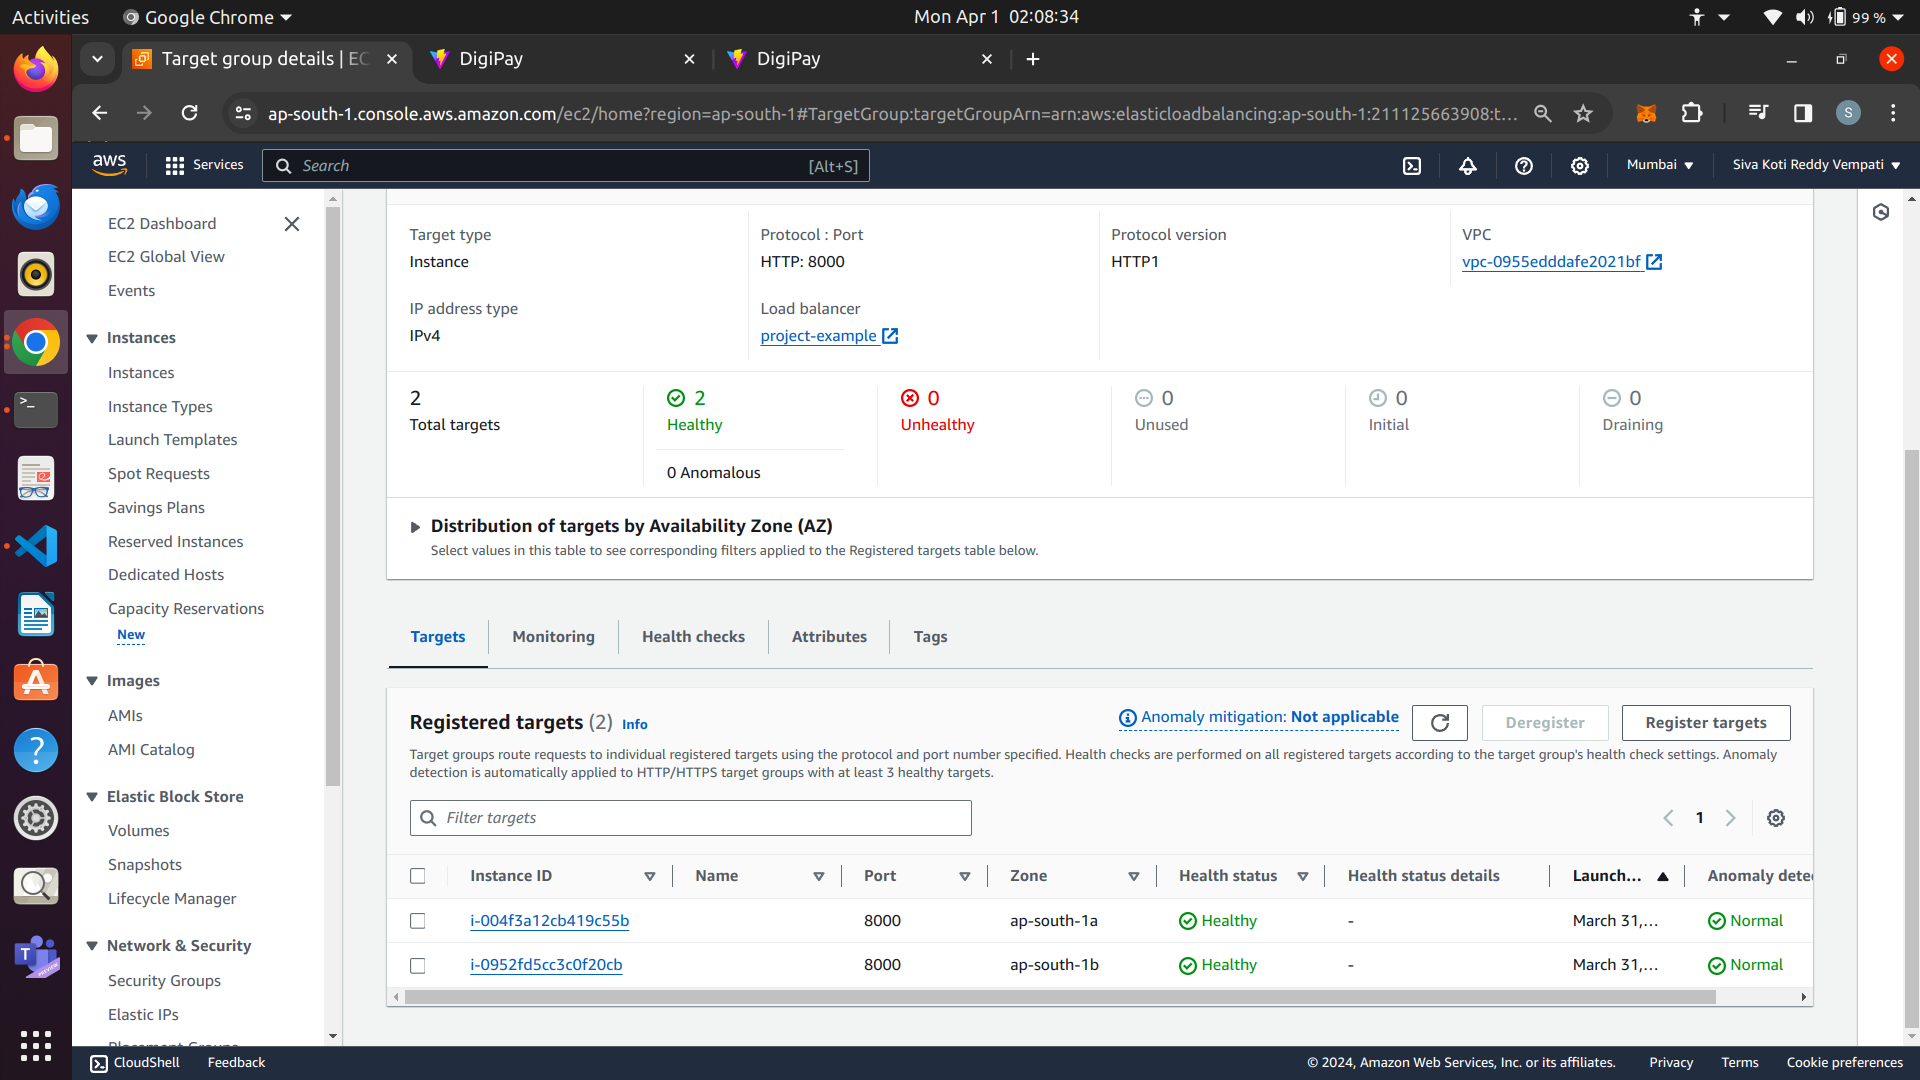 Activities
Google Chrome
Mon Apr 1 02:08:34
99 %
Target group details | EC
DigiPay
DigiPay
ap-south-1.console.aws.amazon.com/ec2/home?region=ap-south-1#TargetGroup:targetGroupArn=arn:aws:elasticloadbalancing:ap-south-1:211125663908:t...
S
aws
Services
Search
[Alt+S]
Mumbai
Siva Koti Reddy Vempati
EC2 Dashboard
EC2 Global View
Events
Instances
Instances
Instance Types
Launch Templates
Spot Requests
Savings Plans
Reserved Instances
Dedicated Hosts
Capacity Reservations
New
Images
AMIs
AMI Catalog
Elastic Block Store
Volumes
Snapshots
Lifecycle Manager
Network & Security
Security Groups
Elastic IPs
Placement Groups
Target type
Instance
Protocol : Port
HTTP: 8000
Protocol version
HTTP1
VPC
vpc-0955edddafe2021bf
IP address type
IPv4
Load balancer
project-example
2
Total targets
2
Healthy
0 Anomalous
0
Unhealthy
0
Unused
0
Initial
0
Draining
Distribution of targets by Availability Zone (AZ)
Select values in this table to see corresponding filters applied to the Registered targets table below.
Targets
Monitoring
Health checks
Attributes
Tags
Registered targets (2) Info
Anomaly mitigation: Not applicable
Deregister
Register targets
Target groups route requests to individual registered targets using the protocol and port number specified. Health checks are performed on all registered targets according to the target group's health check settings. Anomaly
detection is automatically applied to HTTP/HTTPS target groups with at least 3 healthy targets.
Filter targets
1
Instance ID Name Port Zone Health status Health status details Launch... Anomaly dete
i-004f3a12cb419c55b 8000 ap-south-1a Healthy - March 31,... Normal
i-0952fd5cc3c0f20cb 8000 ap-south-1b Healthy - March 31,... Normal
CloudShell
Feedback
© 2024, Amazon Web Services, Inc. or its affiliates.
Privacy
Terms
Cookie preferences